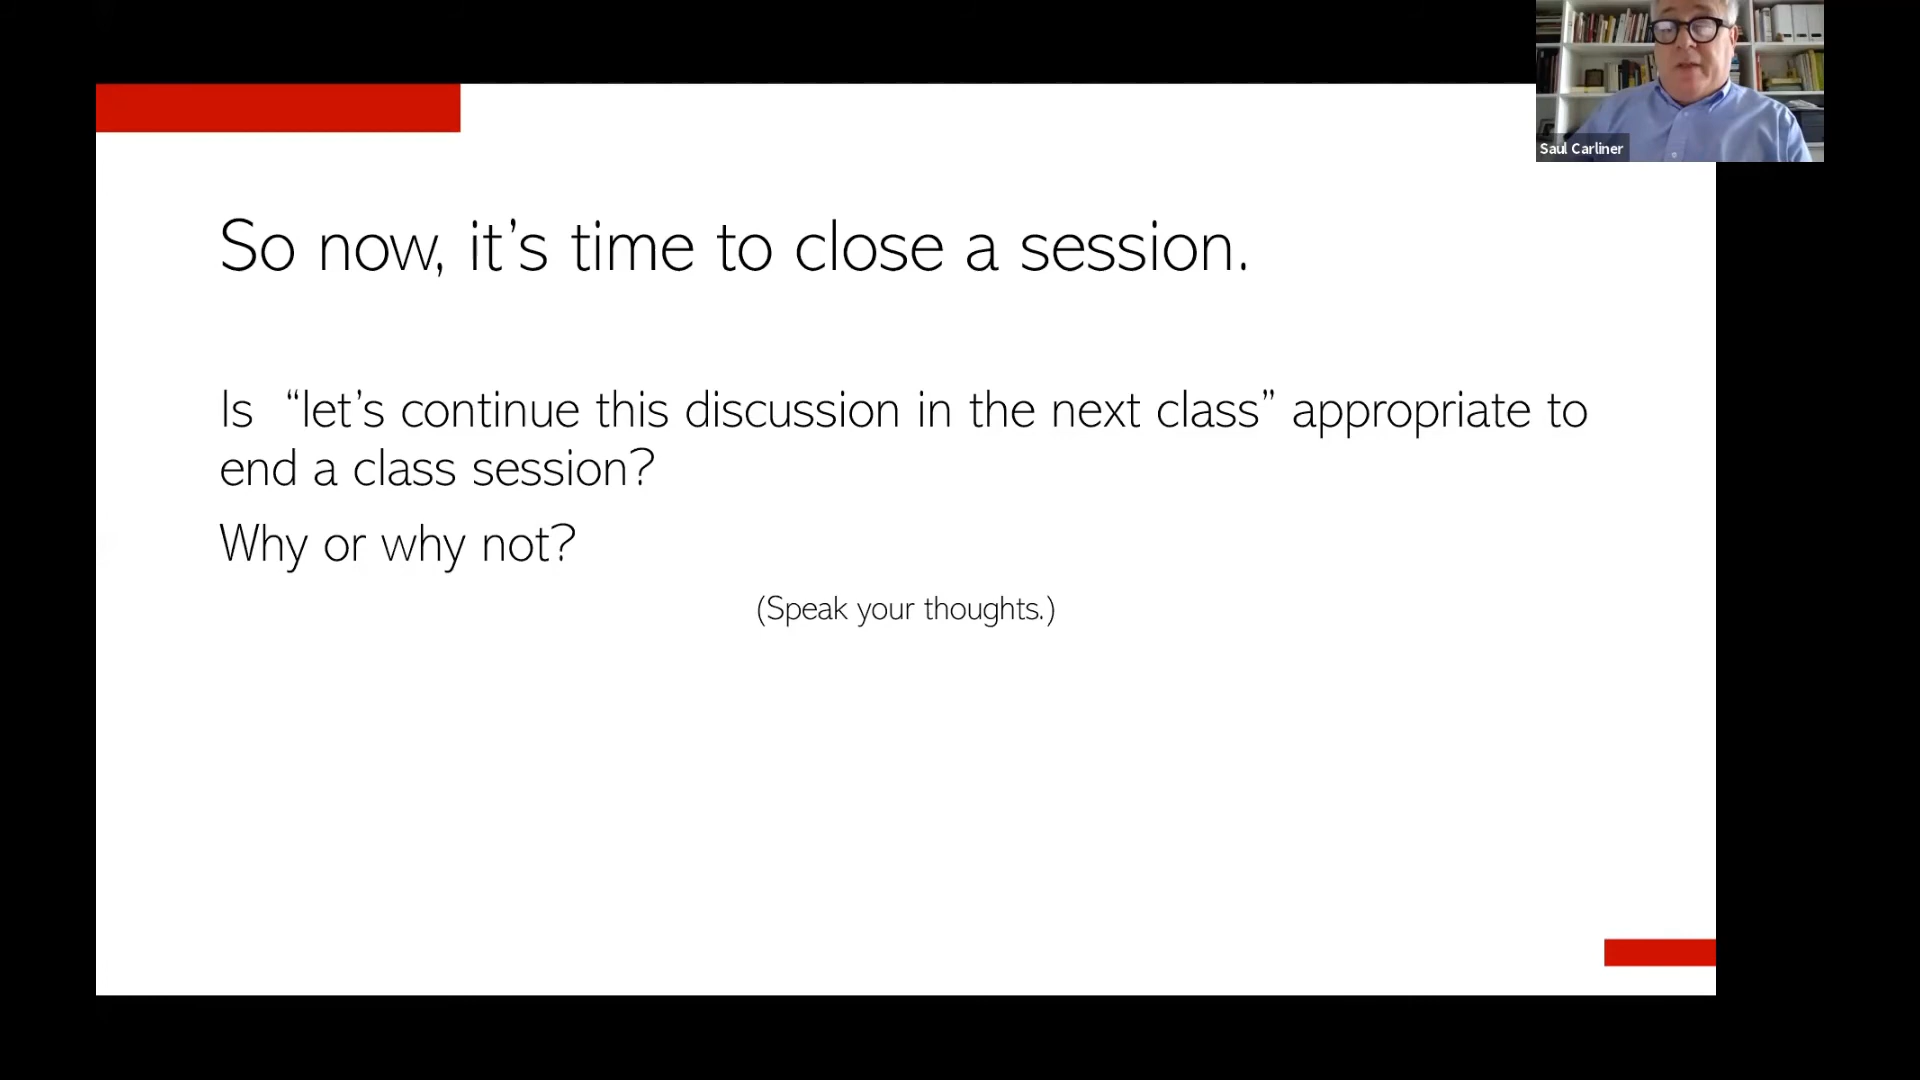 Saul Carliner
So now, it’s time to close a session.
Is “let’s continue this discussion in the next class” appropriate to
end a class session?
Why or why not?
(Speak your thoughts.)